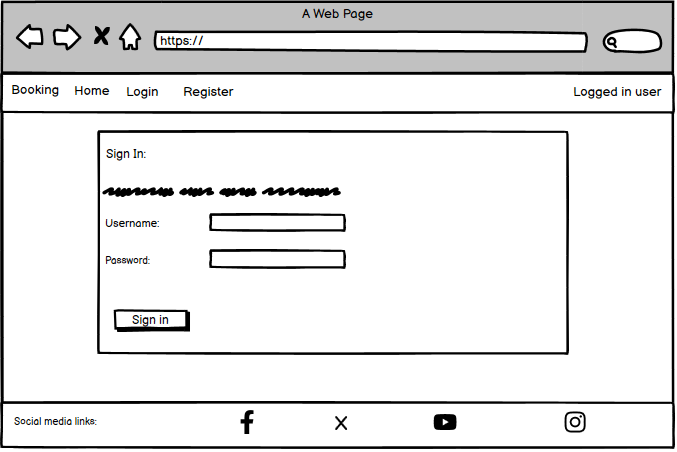 A Web Page
https://
Booking Home Login Register Logged in user
Sign In:
Username:
Password:
Sign in
Social media links: